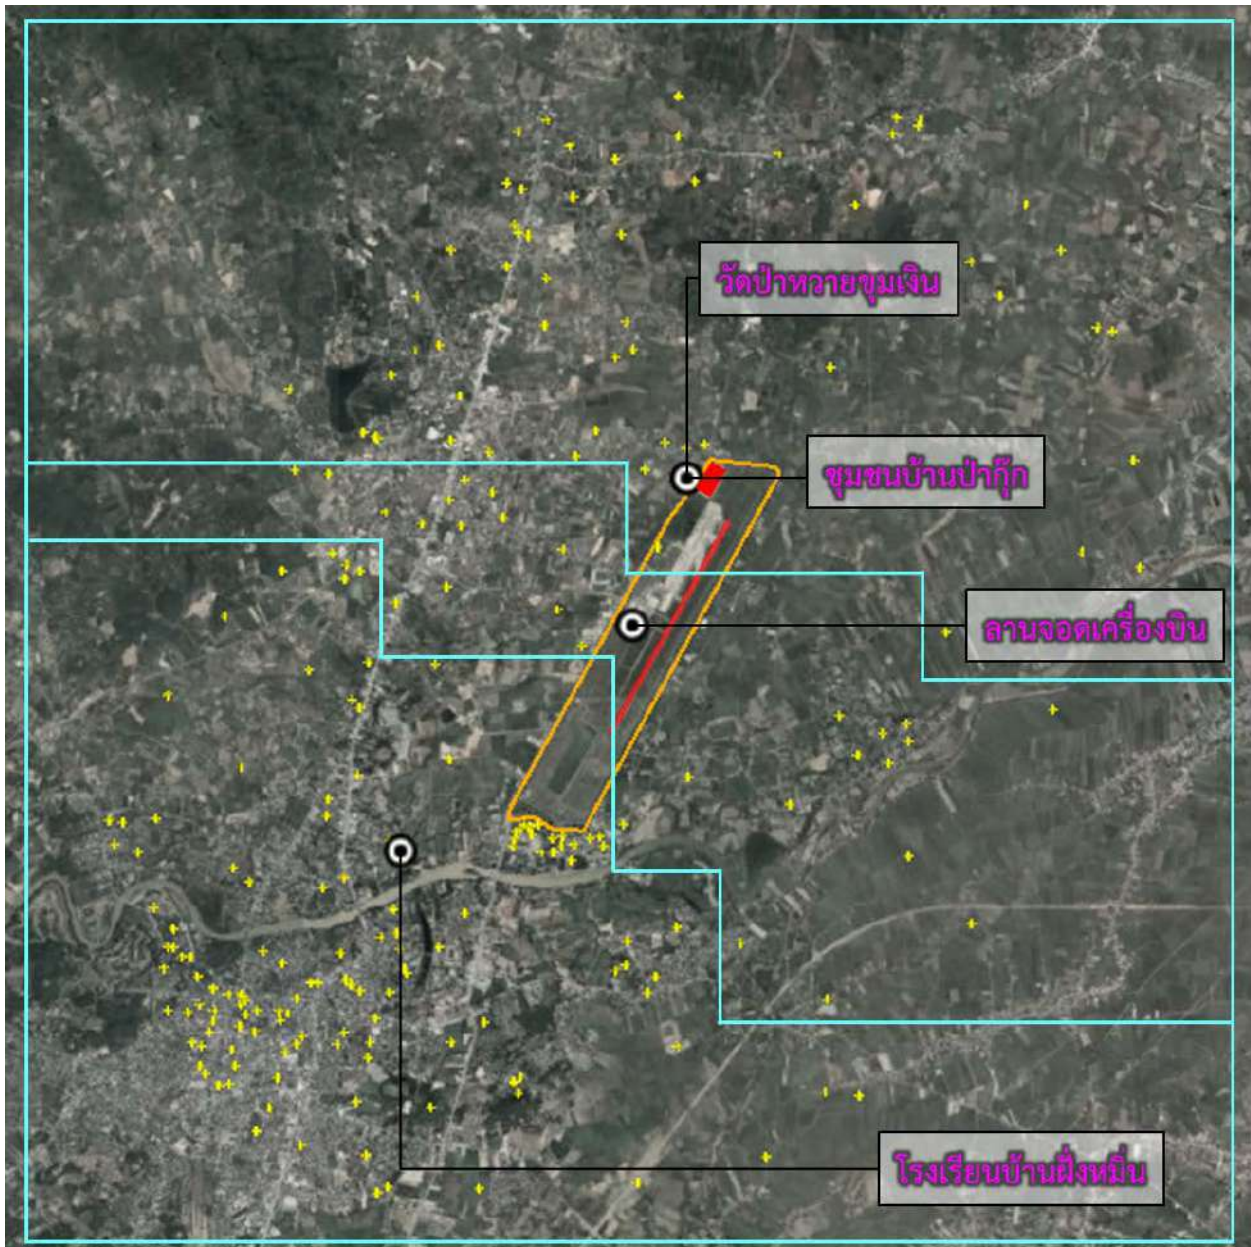 วัดป่าหวายขุมเงิน
ชุมชนบ้านป่ากุ๊ก
ลานจอดเครื่องบิน
โรงเรียนบ้านฝั่งหมิ่น